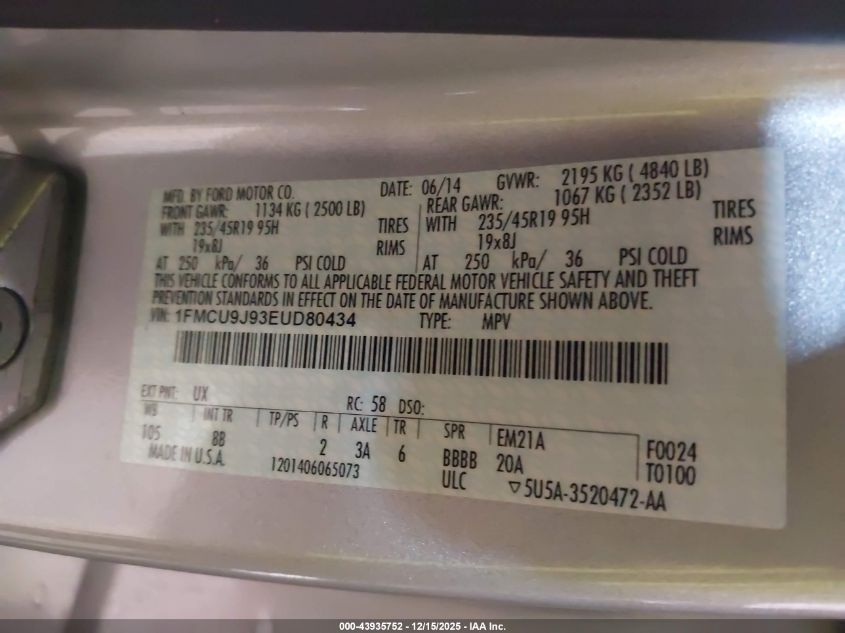 MFD. BY FORD MOTOR CO. DATE: 06/14 GVWR: 2195 KG ( 4840 LB)
FRONT GAWR: 1134 KG ( 2500 LB) REAR GAWR: 1067 KG ( 2352 LB)
WITH 235/45R19 95H TIRES WITH 235/45R19 95H TIRES
19x8J RIMS 19x8J RIMS
AT 250 kPa/ 36 PSI COLD AT 250 kPa/ 36 PSI COLD
THIS VEHICLE CONFORMS TO ALL APPLICABLE FEDERAL MOTOR VEHICLE SAFETY AND THEFT
PREVENTION STANDARDS IN EFFECT ON THE DATE OF MANUFACTURE SHOWN ABOVE.
VIN: 1FMCU9J93EUD80434 TYPE: MPV
EXT PNT: UX RC: 58 DSO:
WB INT TR TP/PS R AXLE TR SPR EM21A
105 8B 2 3A 6 BBBB 20A F0024
MADE IN U.S.A. 1201406065073 ULC T0100
▽5U5A-3520472-AA
000-43935752 - 12/15/2025 - IAA Inc.